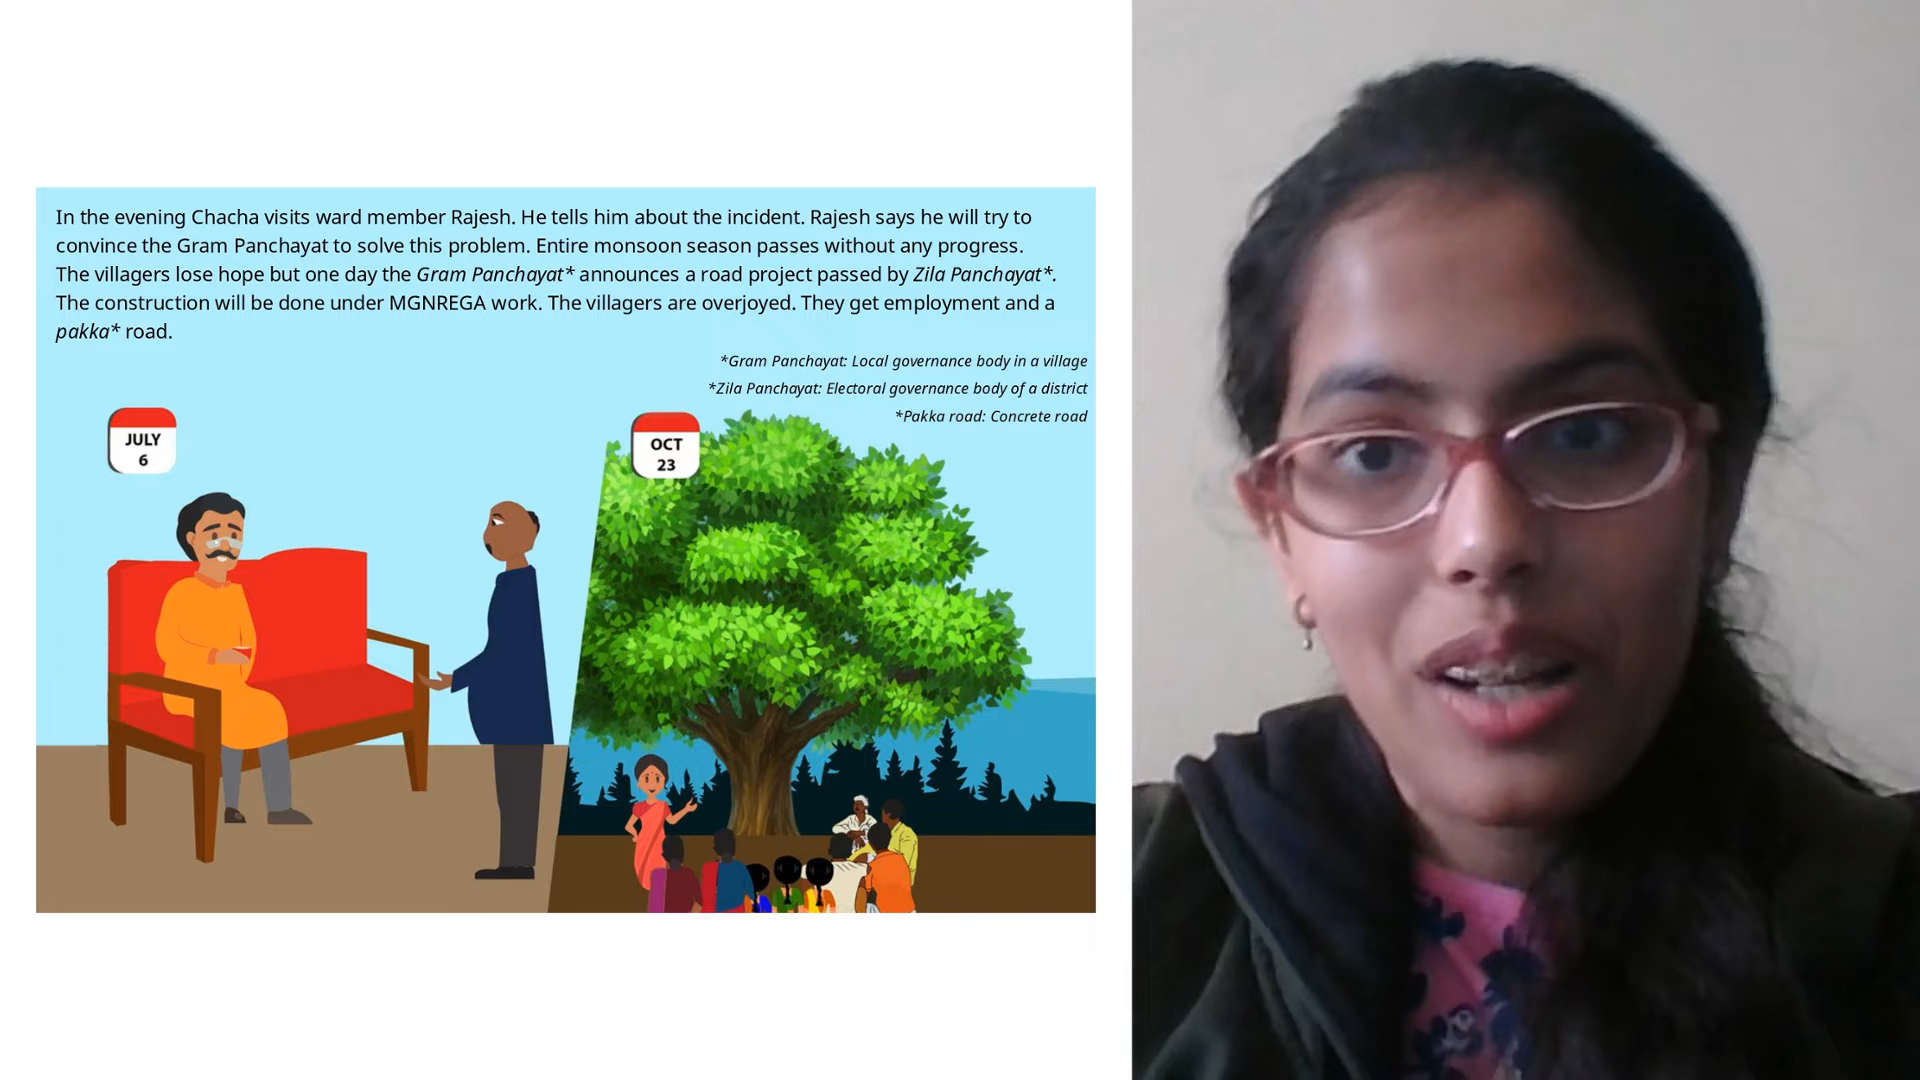 In the evening Chacha visits ward member Rajesh. He tells him about the incident. Rajesh says he will try to
convince the Gram Panchayat to solve this problem. Entire monsoon season passes without any progress.
The villagers lose hope but one day the Gram Panchayat* announces a road project passed by Zila Panchayat*.
The construction will be done under MGNREGA work. The villagers are overjoyed. They get employment and a
pakka* road.
*Gram Panchayat: Local governance body in a village
*Zila Panchayat: Electoral governance body of a district
*Pakka road: Concrete road
JULY
6
OCT
23